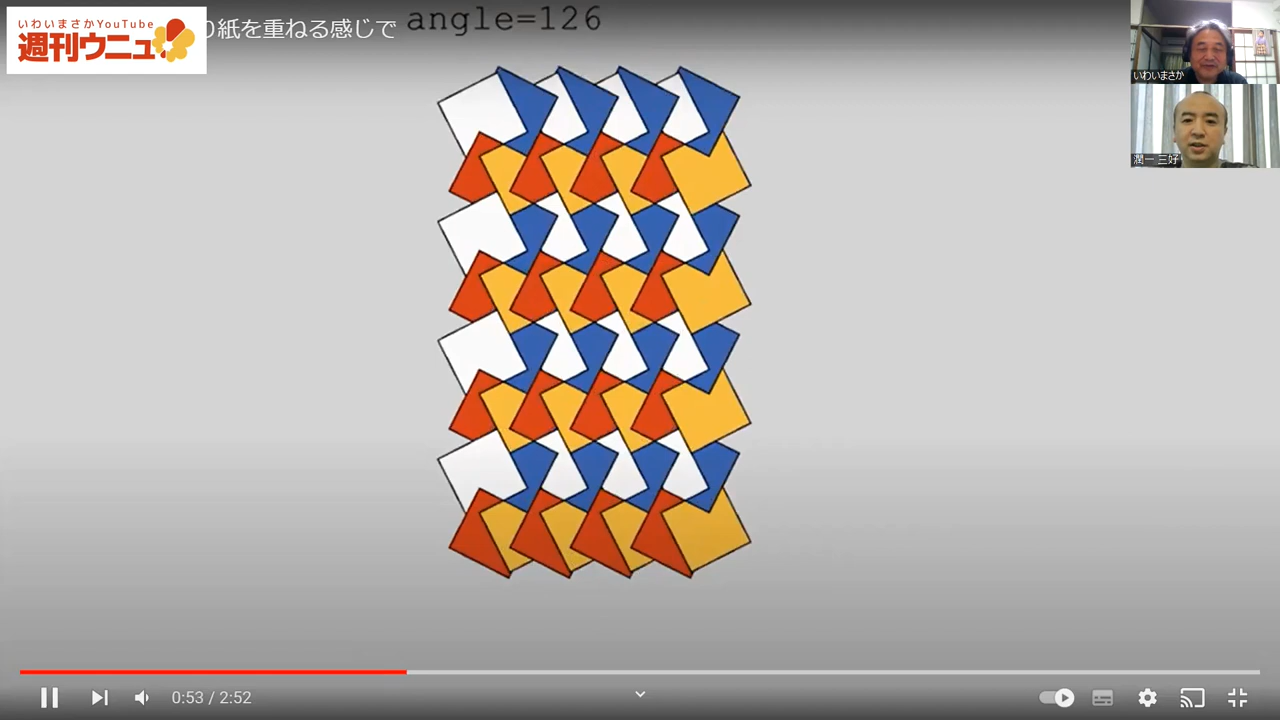 いわいまさかYouTube
週刊ウニュ
り紙を重ねる感じで
angle=126
いわいまさか
潤一 三好
0:53 / 2:52